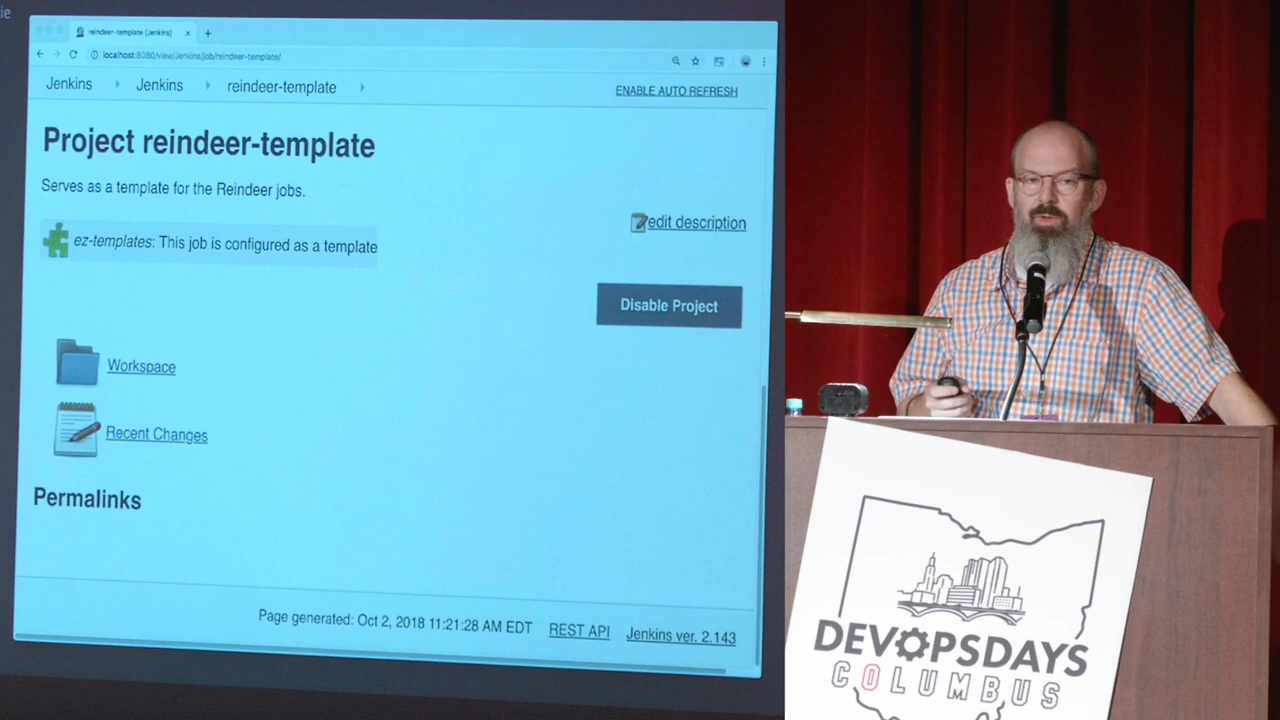 ie
reindeer-template [Jenkins]
localhost:8080/view/Jenkins/job/reindeer-template/
Jenkins Jenkins reindeer-template ENABLE AUTO REFRESH
Project reindeer-template
Serves as a template for the Reindeer jobs.
edit description
ez-templates: This job is configured as a template
Disable Project
Workspace
Recent Changes
Permalinks
Page generated: Oct 2, 2018 11:21:28 AM EDT REST API Jenkins ver. 2.143
DEVOPSDAYS
COLUMBUS